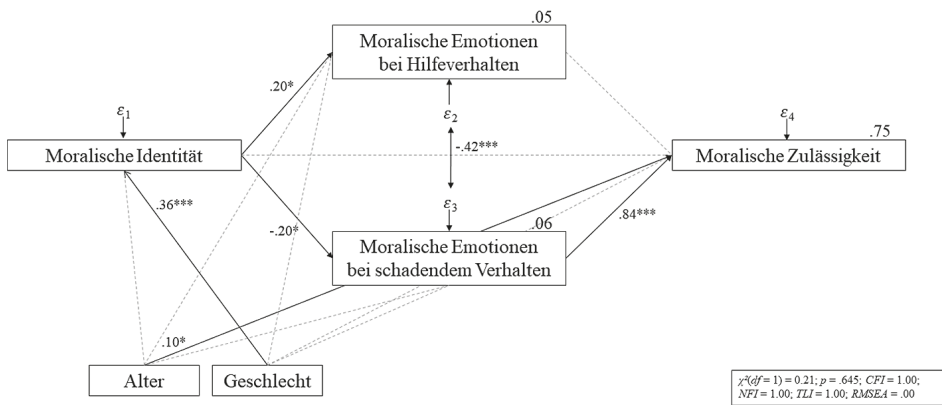 .05
Moralische Emotionen
bei Hilfeverhalten
.20*
ε1
ε2
ε4
.75
Moralische Identität
-.42***
Moralische Zulässigkeit
.36***
ε3
-.20*
.06
.84***
Moralische Emotionen
bei schadendem Verhalten
.10*
Alter
Geschlecht
χ²(df = 1) = 0.21; p = .645; CFI = 1.00;
NFI = 1.00; TLI = 1.00; RMSEA = .00